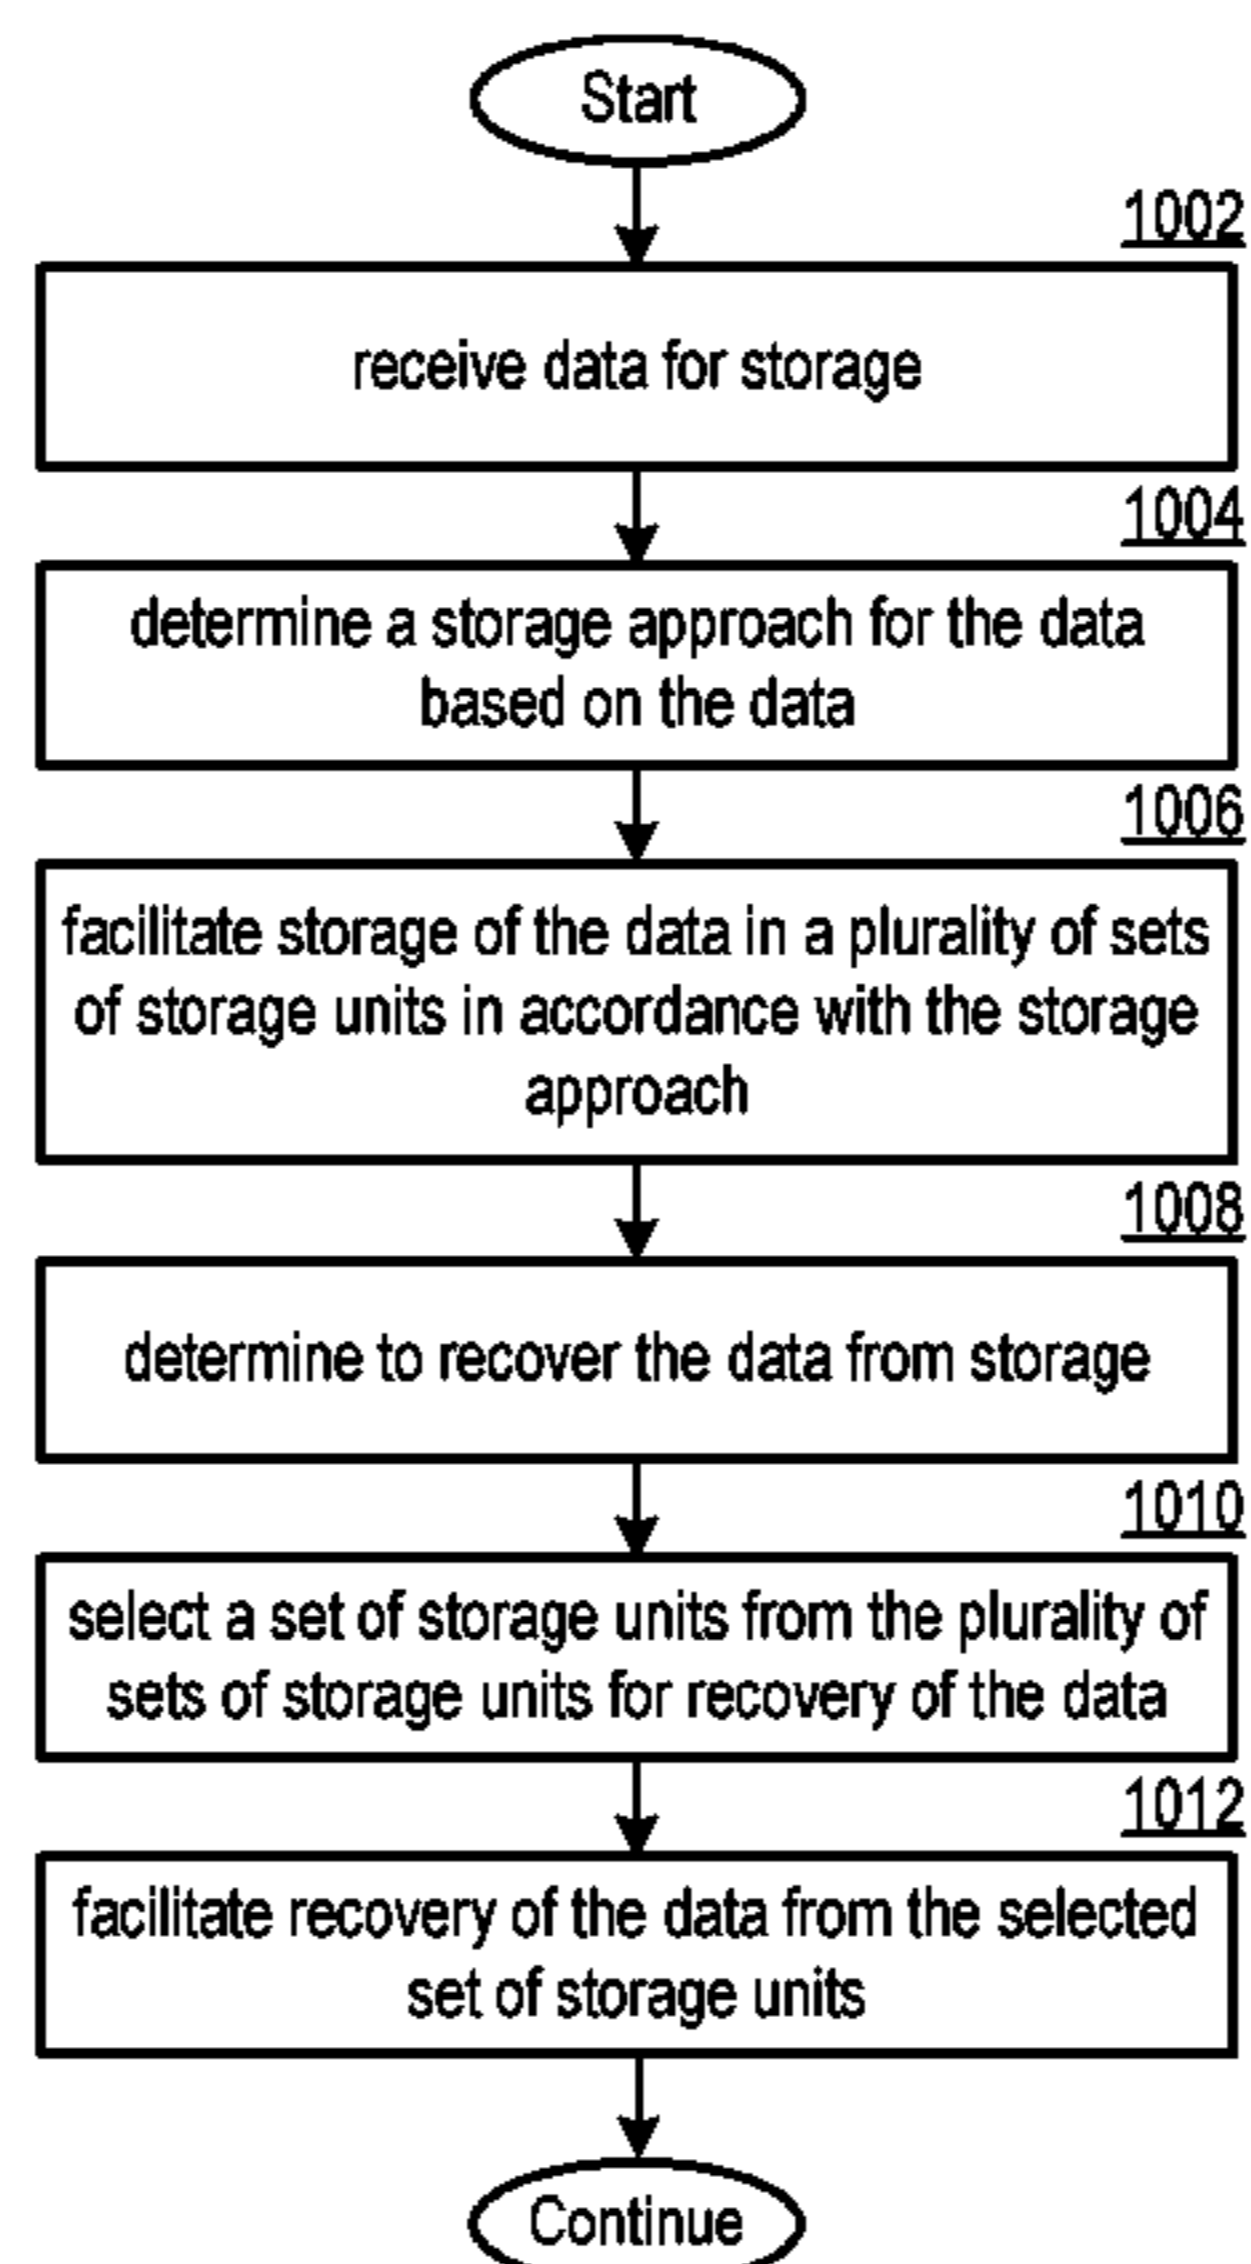 Start
1002
receive data for storage
1004
determine a storage approach for the data
based on the data
1006
facilitate storage of the data in a plurality of sets
of storage units in accordance with the storage
approach
1008
determine to recover the data from storage
1010
select a set of storage units from the plurality of
sets of storage units for recovery of the data
1012
facilitate recovery of the data from the selected
set of storage units
Continue